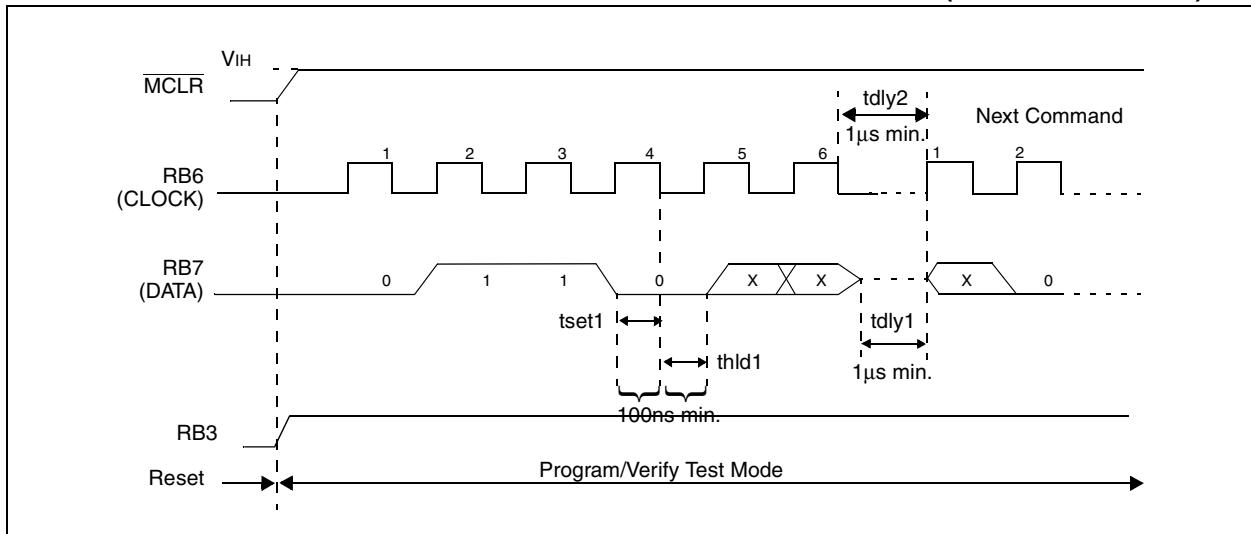 VIH
MCLR
tdly2
Next Command
1µs min.
1 2 3 4 5 6 1 2
RB6
(CLOCK)
RB7
(DATA)
0 1 1 0 X X X 0
tset1
thld1
tdly1
1µs min.
100ns min.
RB3
Reset
Program/Verify Test Mode